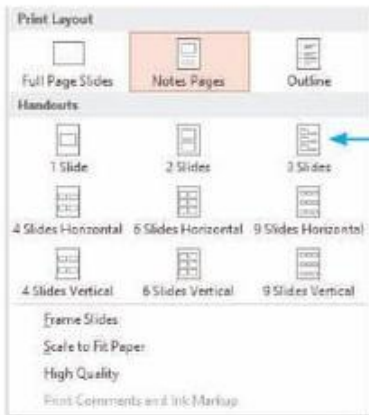 Print Layout
Full Page Slides Notes Pages Outline
Handouts
1 Slide 2 Slides 3 Slides
4 Slides Horizontal 6 Slides Horizontal 9 Slides Horizontal
4 Slides Vertical 6 Slides Vertical 9 Slides Vertical
Frame Slides
Scale to Fit Paper
High Quality
Print Comments and Ink Markup